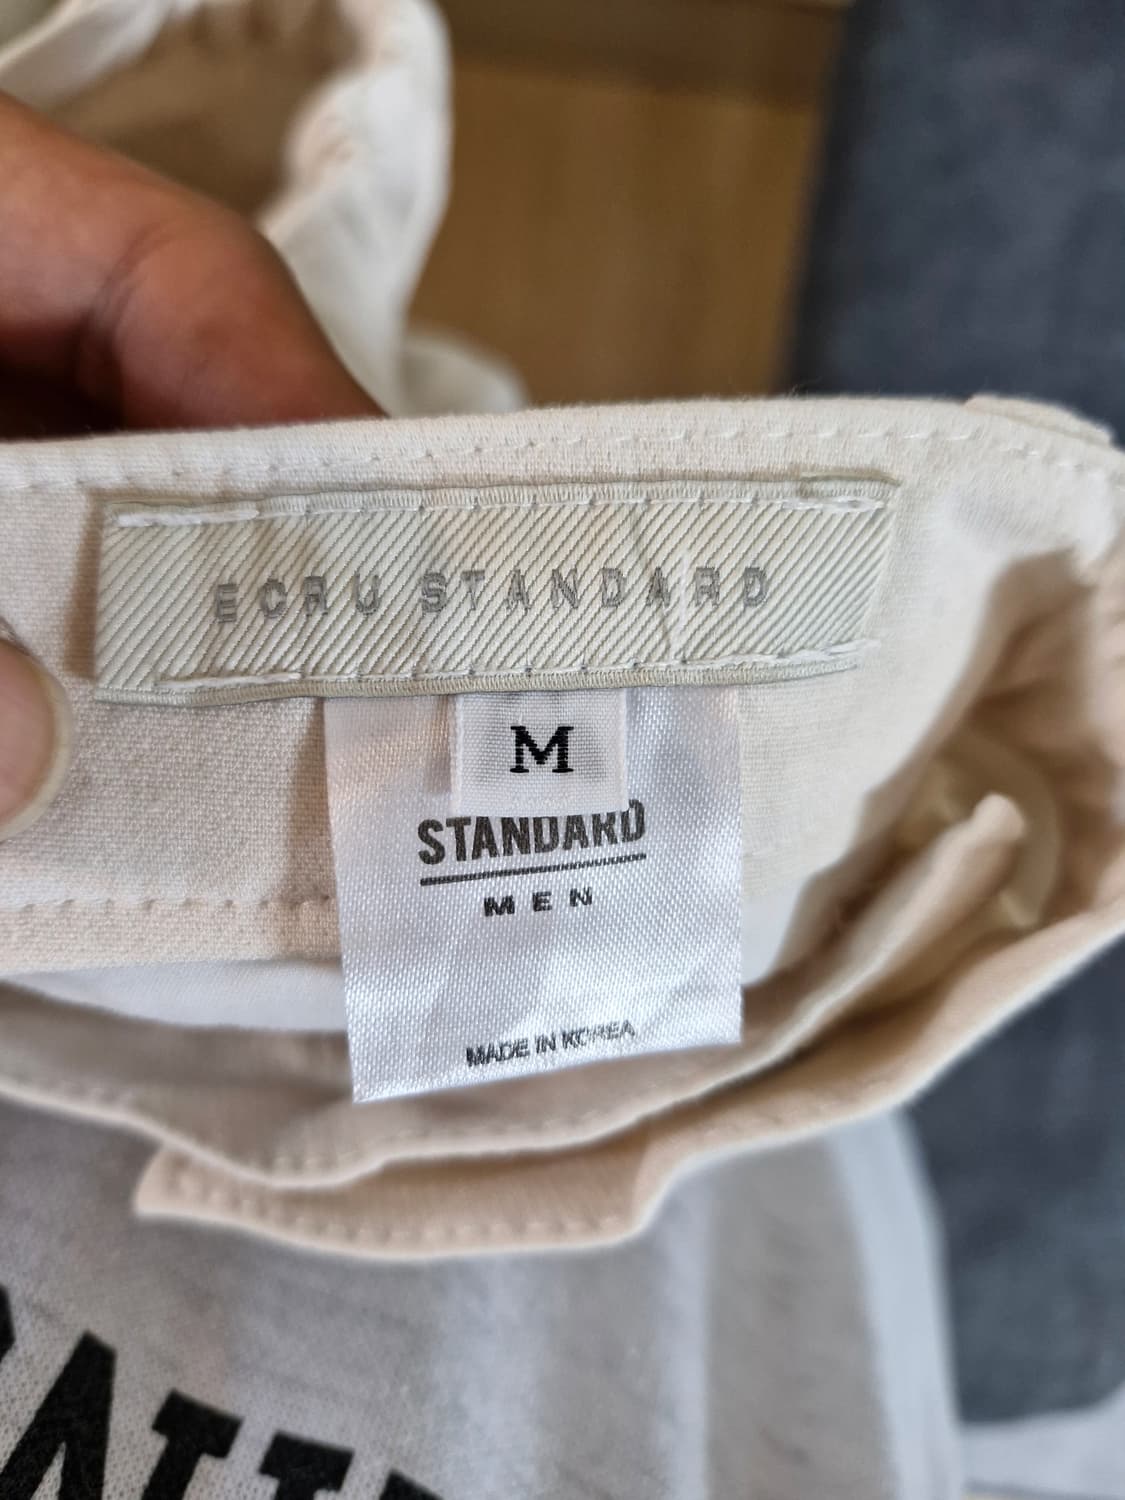 ECRU STANDARD
M
STANDARD
MEN
MADE IN KOREA